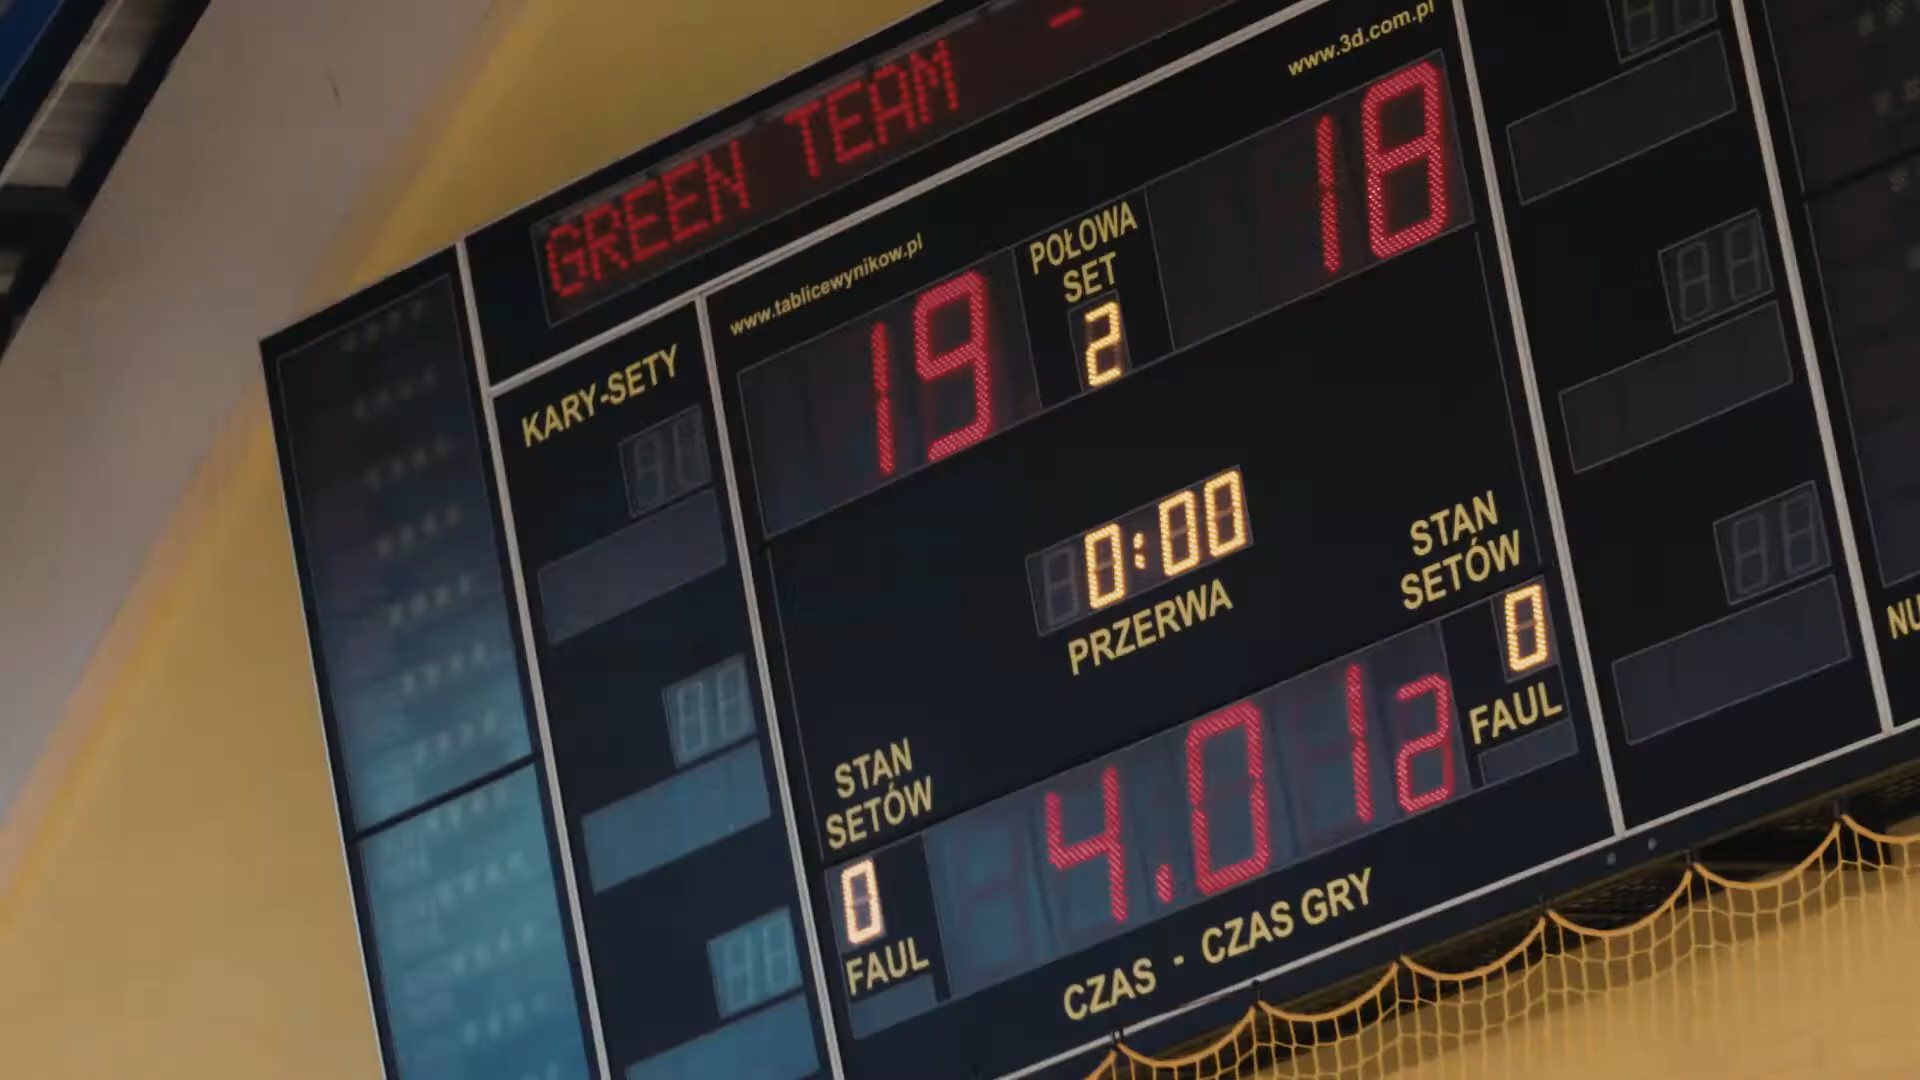 GREEN TEAM -
www.tablicewynikow.pl
www.3d.com.pl
KARY-SETY
19
POŁOWA
SET
2
18
0:00
PRZERWA
STAN
SETÓW
0
FAUL
STAN
SETÓW
0
FAUL
4.012
CZAS - CZAS GRY
NU